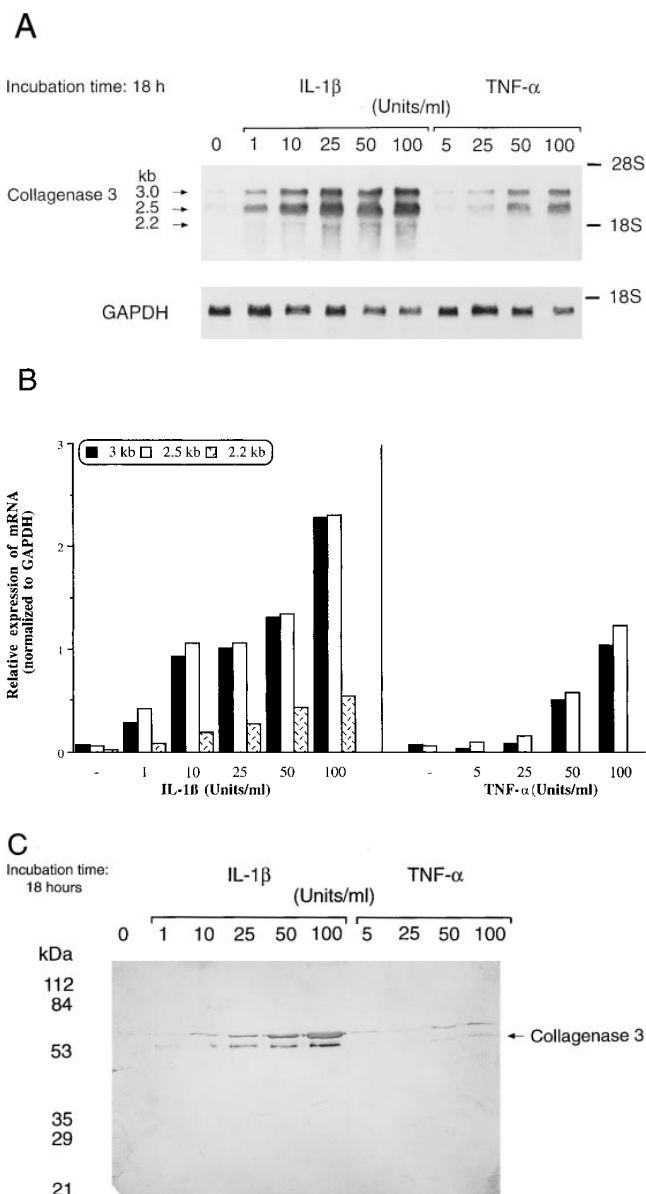 A
Incubation time: 18 h
IL-1β
TNF-α
(Units/ml)
0 1 10 25 50 100 5 25 50 100
28S
kb
Collagenase 3
3.0
2.5
2.2
18S
18S
GAPDH
B
3 kb 2.5 kb 2.2 kb
3
2
1
0
Relative expression of mRNA
(normalized to GAPDH)
- 1 10 25 50 100 - 5 25 50 100
IL-1ß (Units/ml)
TNF-α(Units/ml)
C
Incubation time:
18 hours
IL-1β
TNF-α
(Units/ml)
0 1 10 25 50 100 5 25 50 100
kDa
112
84
53
Collagenase 3
35
29
21